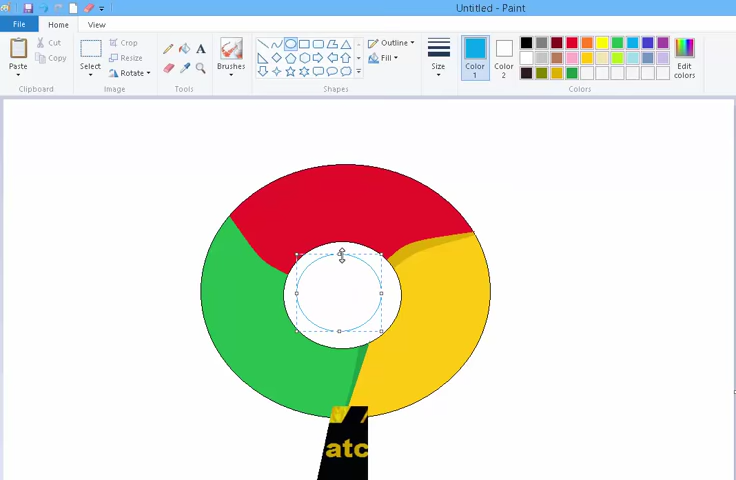 Untitled - Paint
File Home View
Paste
Cut
Copy
Clipboard
Select
Crop
Resize
Rotate
Image
A
Tools
Brushes
Outline
Fill
Shapes
Size
Color 1
Color 2
Edit colors
Colors
atc